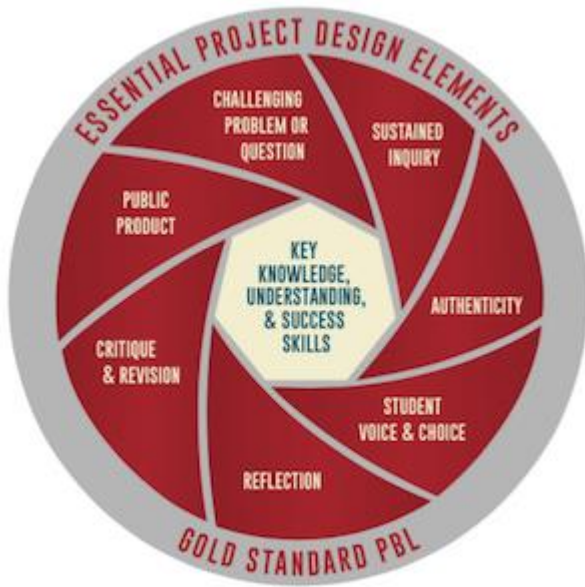 ESSENTIAL PROJECT DESIGN ELEMENTS
CHALLENGING
PROBLEM OR
QUESTION
SUSTAINED
INQUIRY
AUTHENTICITY
STUDENT
VOICE & CHOICE
REFLECTION
CRITIQUE
& REVISION
PUBLIC
PRODUCT
KEY
KNOWLEDGE,
UNDERSTANDING,
& SUCCESS
SKILLS
GOLD STANDARD PBL